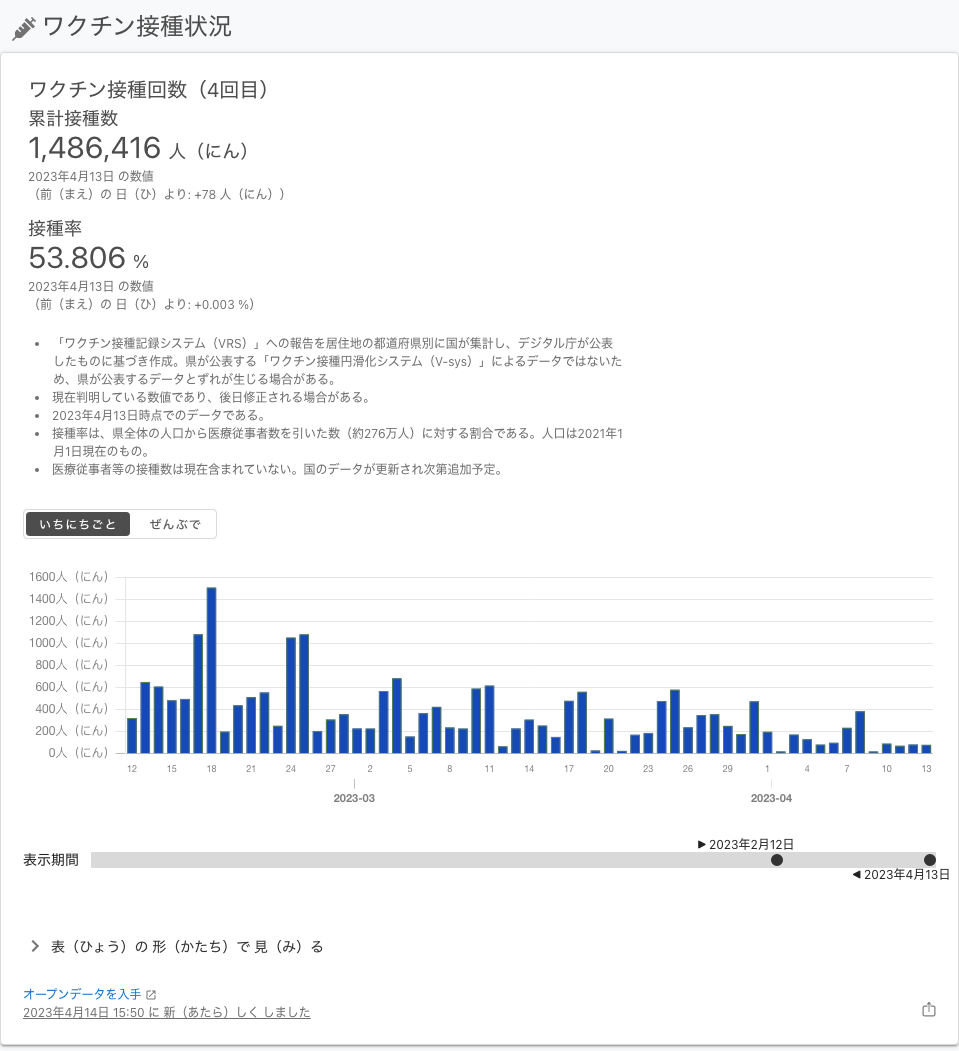 ワクチン接種状況
ワクチン接種回数（4回目）
累計接種数
1,486,416 人（にん）
2023年4月13日 の数値
（前（まえ）の 日（ひ）より: +78 人（にん））
接種率
53.806 %
2023年4月13日 の数値
（前（まえ）の 日（ひ）より: +0.003 %）
• 「ワクチン接種記録システム（VRS）」への報告を居住地の都道府県別に国が集計し、デジタル庁が公表
したものに基づき作成。県が公表する「ワクチン接種円滑化システム（V-sys）」によるデータではないた
め、県が公表するデータとずれが生じる場合がある。
• 現在判明している数値であり、後日修正される場合がある。
• 2023年4月13日時点でのデータである。
• 接種率は、県全体の人口から医療従事者数を引いた数（約276万人）に対する割合である。人口は2021年1
月1日現在のもの。
• 医療従事者等の接種数は現在含まれていない。国のデータが更新され次第追加予定。
いちにちごと ぜんぶで
1600人（にん）
1400人（にん）
1200人（にん）
1000人（にん）
800人（にん）
600人（にん）
400人（にん）
200人（にん）
0人（にん）
12 15 18 21 24 27 2 5 8 11 14 17 20 23 26 29 1 4 7 10 13
2023-03 2023-04
▶ 2023年2月12日
表示期間
◀ 2023年4月13日
表（ひょう）の 形（かたち）で 見（み）る
オープンデータを入手
2023年4月14日 15:50 に 新（あたら）しく しました